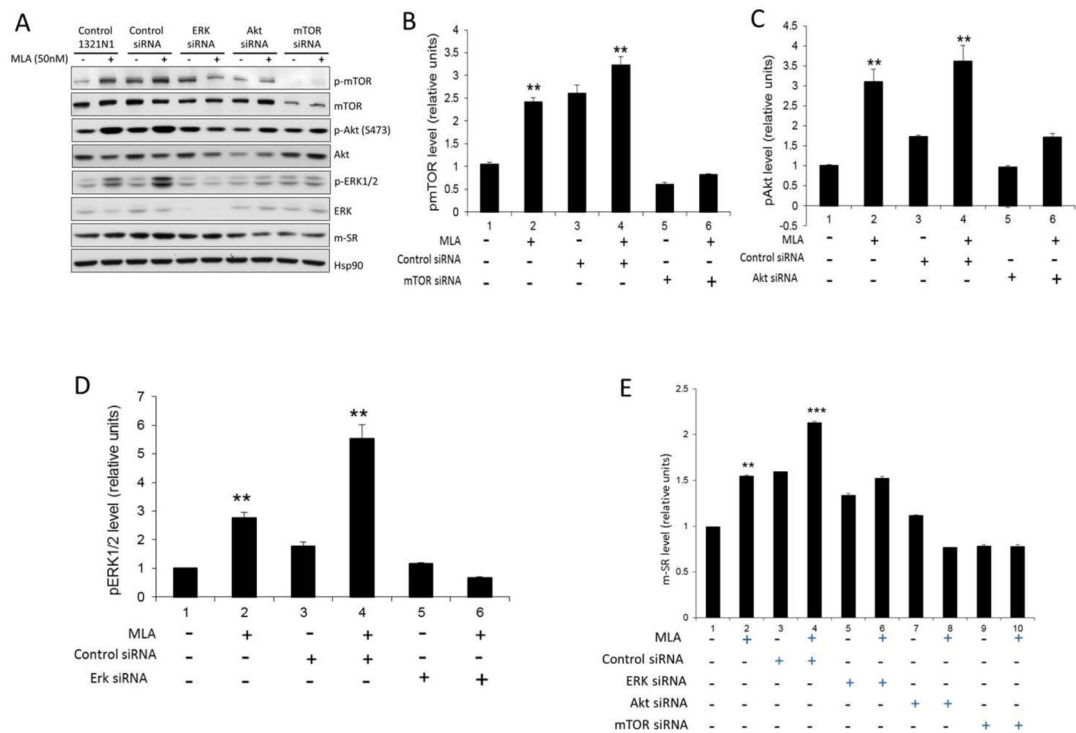 A
Control 1321N1 Control siRNA ERK siRNA Akt siRNA mTOR siRNA
MLA (50nM) - + - + - + - + - +
p-mTOR
mTOR
p-Akt (S473)
Akt
p-ERK1/2
ERK
m-SR
Hsp90
B
pmTOR level (relative units)
4
3.5
3
2.5
2
1.5
1
0.5
0
** **
1 2 3 4 5 6
MLA - + - + - +
Control siRNA - - + + - -
mTOR siRNA - - - - + +
C
pAkt level (relative units)
4.5
4
3.5
3
2.5
2
1.5
1
0.5
0
-0.5
** **
1 2 3 4 5 6
MLA - + - + - +
Control siRNA - - + + - -
Akt siRNA - - - - + +
D
pERK1/2 level (relative units)
7
6
5
4
3
2
1
0
** **
1 2 3 4 5 6
MLA - + - + - +
Control siRNA - - + + - -
Erk siRNA - - - - + +
E
m-SR level (relative units)
2.5
2
1.5
1
0.5
0
** ***
1 2 3 4 5 6 7 8 9 10
MLA - + - + - + - + - +
Control siRNA - - + + - - - - - -
ERK siRNA - - - - + + - - - -
Akt siRNA - - - - - - + + - -
mTOR siRNA - - - - - - - - + +